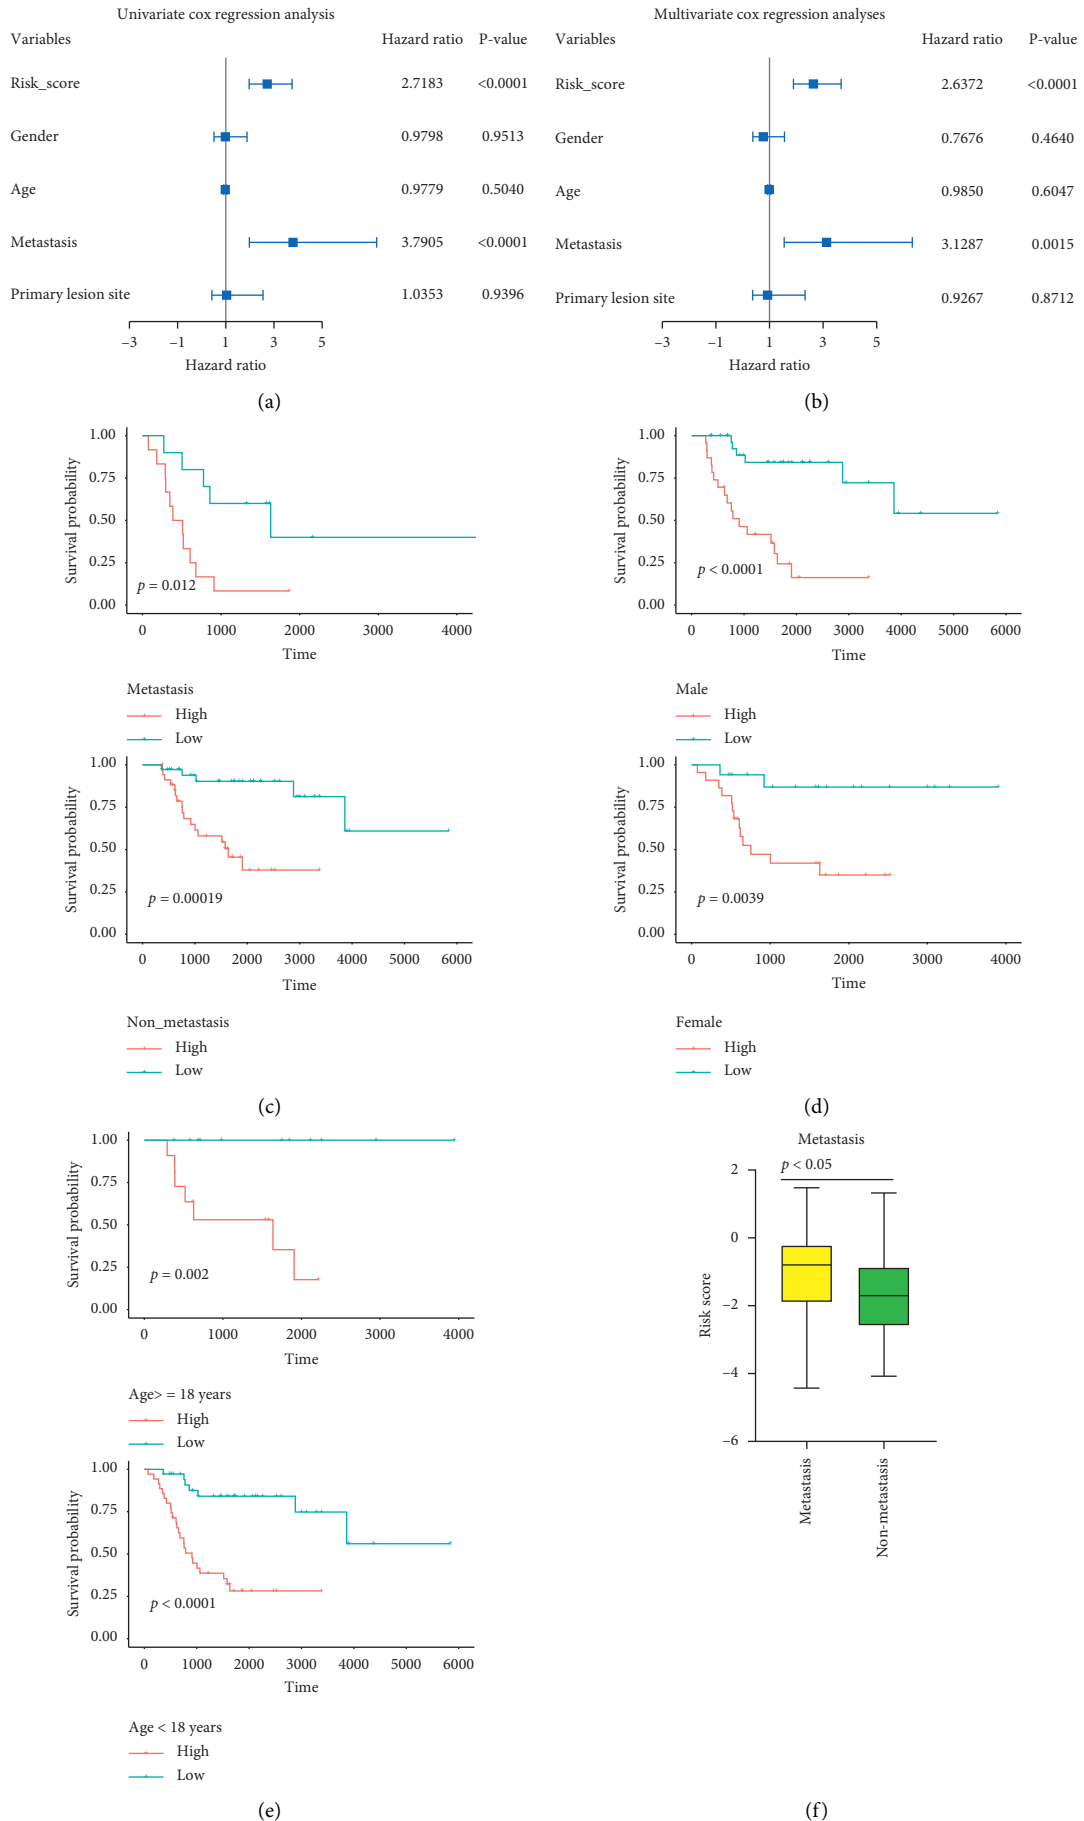 Univariate cox regression analysis
Variables Hazard ratio P-value
Risk_score 2.7183 <0.0001
Gender 0.9798 0.9513
Age 0.9779 0.5040
Metastasis 3.7905 <0.0001
Primary lesion site 1.0353 0.9396
–3 –1 1 3 5
Hazard ratio
(a)
Multivariate cox regression analyses
Variables Hazard ratio P-value
Risk_score 2.6372 <0.0001
Gender 0.7676 0.4640
Age 0.9850 0.6047
Metastasis 3.1287 0.0015
Primary lesion site 0.9267 0.8712
–3 –1 1 3 5
Hazard ratio
(b)
Survival probability
1.00
0.75
0.50
0.25
0.00
p = 0.012
0 1000 2000 3000 4000
Time
Metastasis
High
Low
Survival probability
1.00
0.75
0.50
0.25
0.00
p = 0.00019
0 1000 2000 3000 4000 5000 6000
Time
Non_metastasis
High
Low
(c)
Survival probability
1.00
0.75
0.50
0.25
0.00
p < 0.0001
0 1000 2000 3000 4000 5000 6000
Time
Male
High
Low
Survival probability
1.00
0.75
0.50
0.25
0.00
p = 0.0039
0 1000 2000 3000 4000
Time
Female
High
Low
(d)
Survival probability
1.00
0.75
0.50
0.25
0.00
p = 0.002
0 1000 2000 3000 4000
Time
Age> = 18 years
High
Low
Survival probability
1.00
0.75
0.50
0.25
0.00
p < 0.0001
0 1000 2000 3000 4000 5000 6000
Time
Age < 18 years
High
Low
(e)
Metastasis
p < 0.05
Risk score
2
0
–2
–4
–6
Metastasis
Non-metastasis
(f)